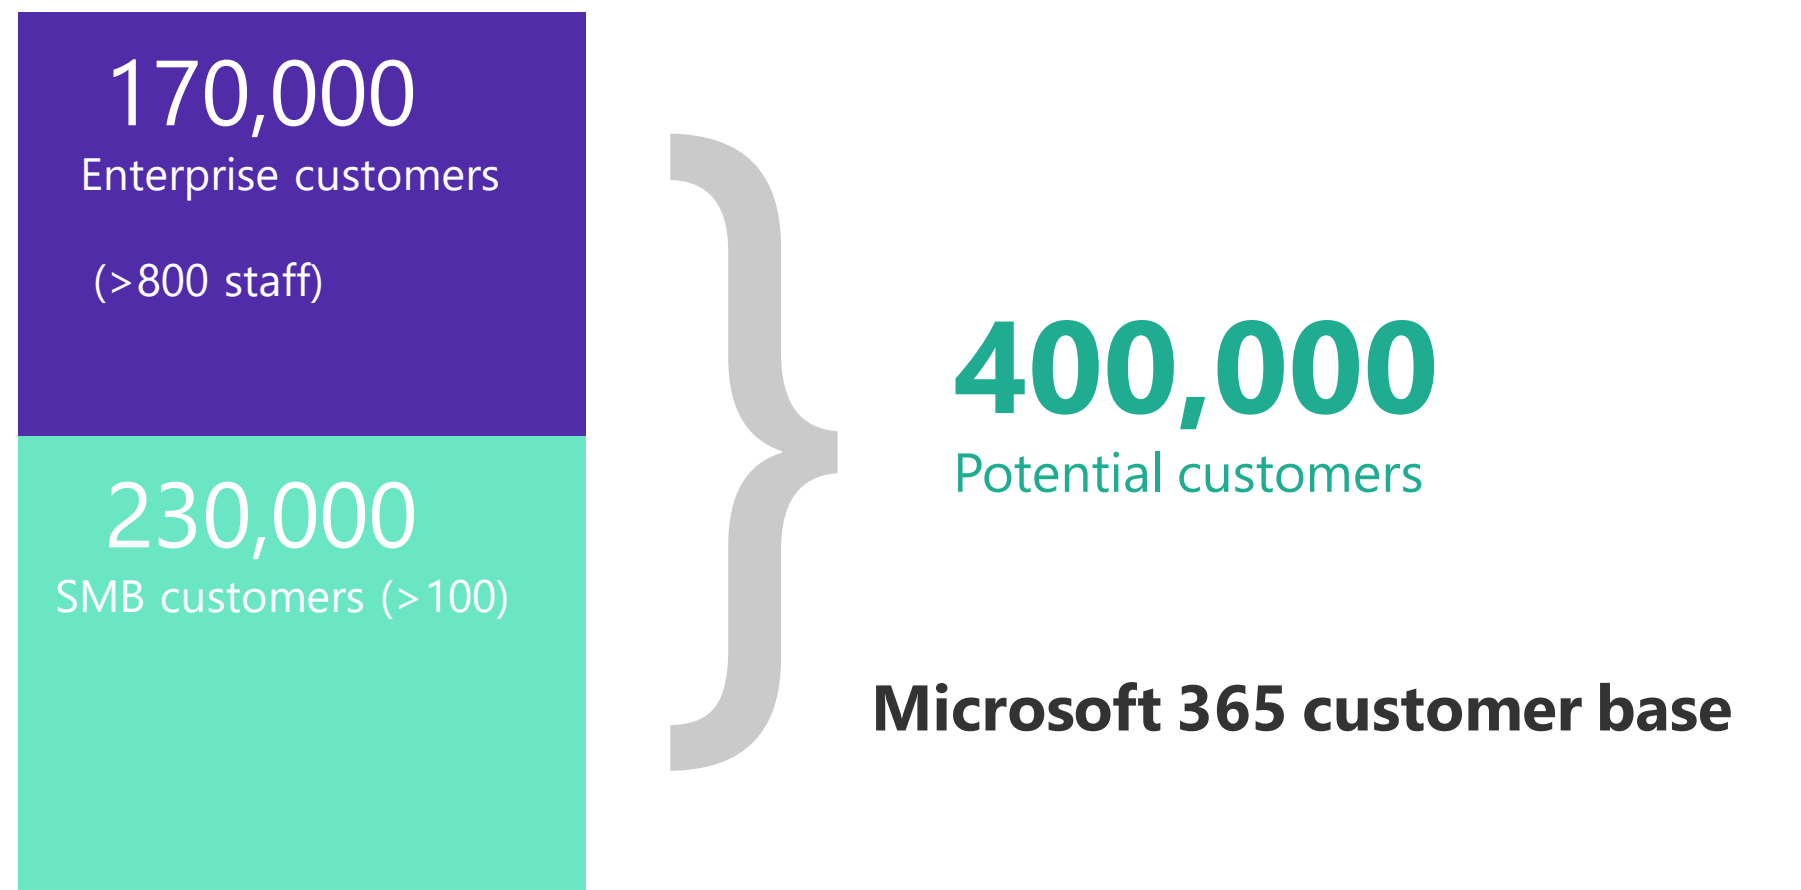 170,000
Enterprise customers
(>800 staff)
230,000
SMB customers (>100)
400,000
Potential customers
Microsoft 365 customer base